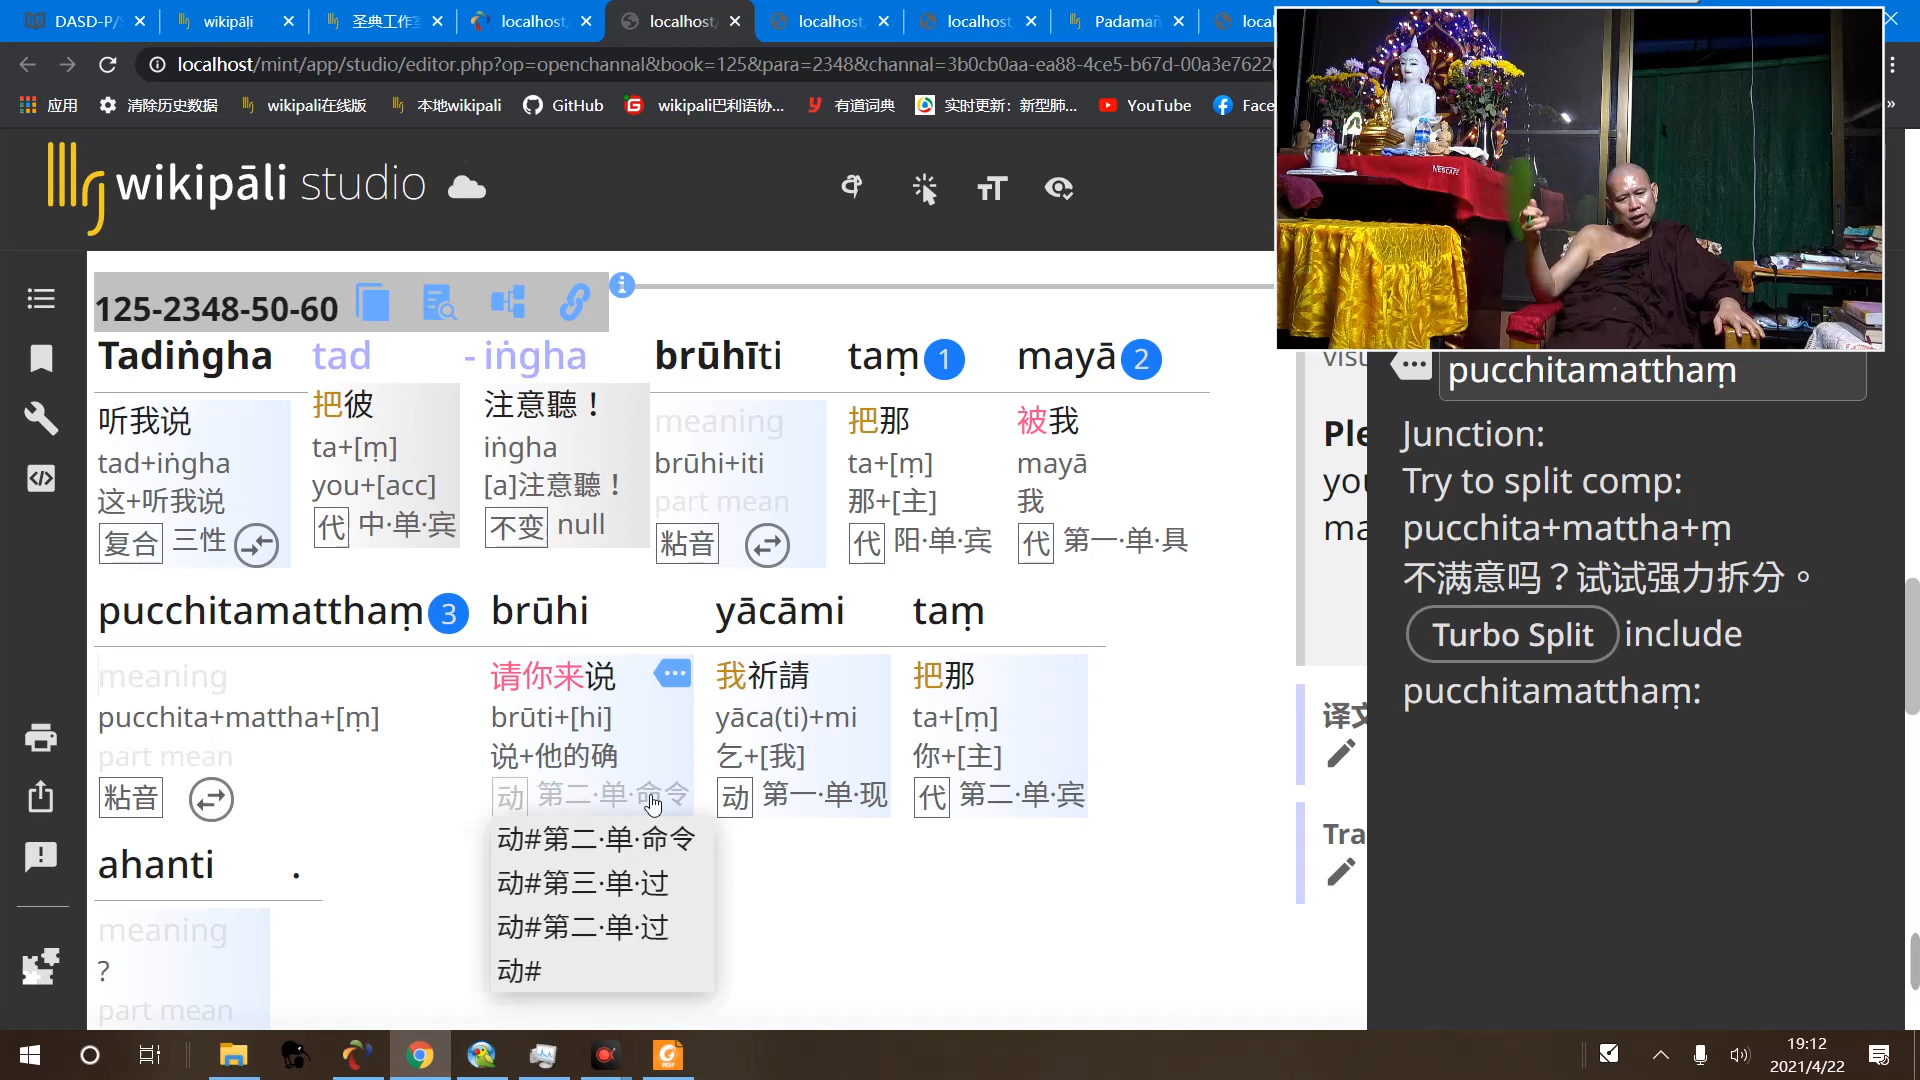 DASD-P/
wikipāli
圣典工作室
localhost/
localhost/
localhost/
localhost/
Padamañ
local
localhost/mint/app/studio/editor.php?op=openchannal&book=125&para=2348&channal=3b0cb0aa-ea88-4ce5-b67d-00a3e7622
应用
清除历史数据
wikipali在线版
本地wikipali
GitHub
wikipali巴利语协...
有道词典
实时更新：新型肺...
YouTube
Face
wikipāli studio
NESCAFÉ
125-2348-50-60
Tadiṅgha tad - iṅgha brūhīti taṃ 1 mayā 2
听我说 把彼 注意聽！ meaning 把那 被我
tad+iṅgha ta+[ṃ] iṅgha brūhi+iti ta+[ṃ] mayā
这+听我说 you+[acc] [a]注意聽！ part mean 那+[主] 我
复合 三性 代 中·单·宾 不变 null 粘音 代 阳·单·宾 代 第一·单·具
pucchitamatthaṃ 3 brūhi yācāmi taṃ
meaning 请你来说 我祈請 把那
pucchita+mattha+[ṃ] brūti+[hi] yāca(ti)+mi ta+[ṃ]
part mean 说+他的确 乞+[我] 你+[主]
粘音 动 第二·单·命令 动 第一·单·现 代 第二·单·宾
动#第二·单·命令
动#第三·单·过
动#第二·单·过
动#
ahanti .
meaning
?
part mean
visu
Ple
you
ma
译文
Tra
pucchitamatthaṃ
Junction:
Try to split comp:
pucchita+mattha+ṃ
不满意吗？试试强力拆分。
Turbo Split include
pucchitamatthaṃ:
19:12
2021/4/22